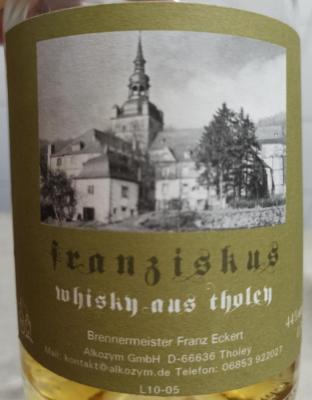 franziskus
whisky aus tholey
Brennermeister Franz Eckert
Alkozym GmbH D-66636 Tholey
Mail: kontakt@alkozym.de Telefon: 06853 922027
L10-05